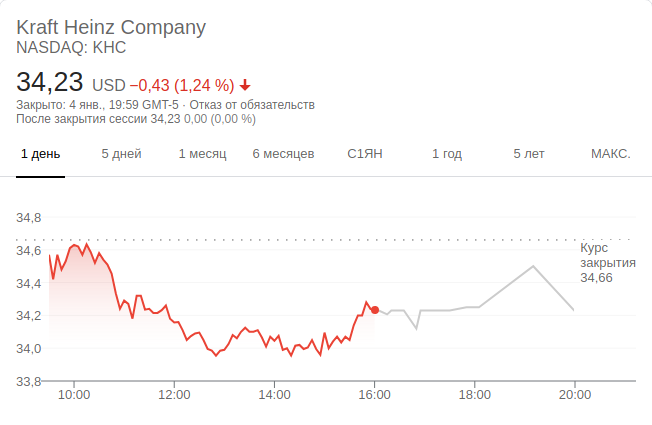 Kraft Heinz Company
NASDAQ: KHC
34,23 USD −0,43 (1,24 %)
Закрыто: 4 янв., 19:59 GMT-5 · Отказ от обязательств
После закрытия сессии 34,23 0,00 (0,00 %)
1 день 5 дней 1 месяц 6 месяцев С1ЯН 1 год 5 лет МАКС.
34,8
34,6
34,4
34,2
34,0
33,8
Курс
закрытия
34,66
10:00 12:00 14:00 16:00 18:00 20:00